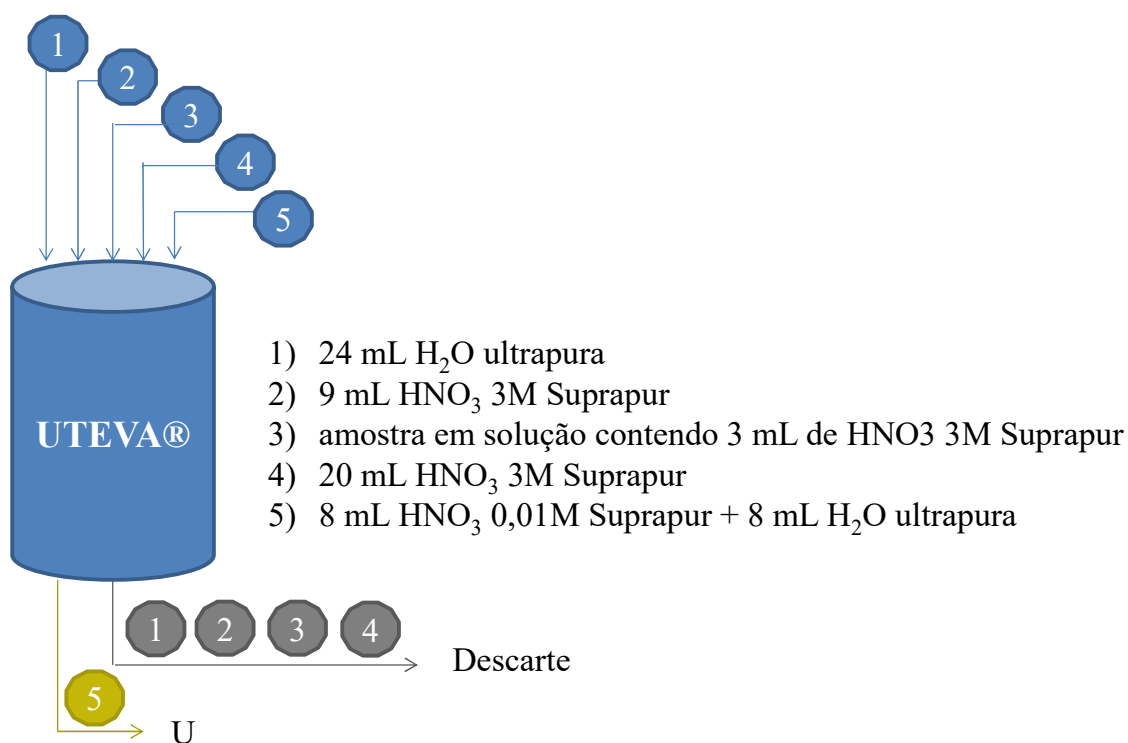 1
2
3
4
5
UTEVA®
1) 24 mL H₂O ultrapura
2) 9 mL HNO₃ 3M Suprapur
3) amostra em solução contendo 3 mL de HNO3 3M Suprapur
4) 20 mL HNO₃ 3M Suprapur
5) 8 mL HNO₃ 0,01M Suprapur + 8 mL H₂O ultrapura
1 2 3 4
Descarte
5
U